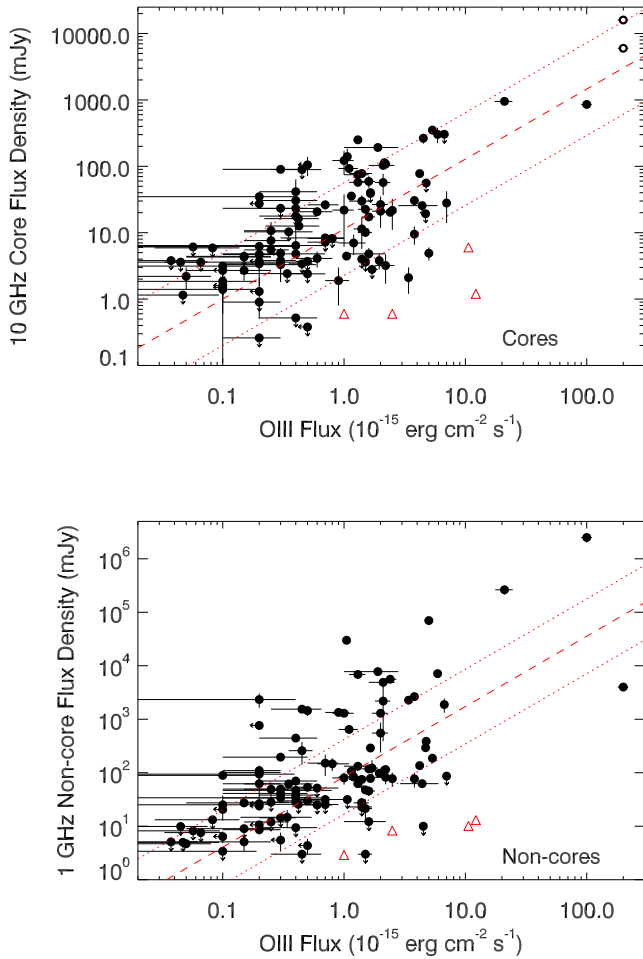 10 GHz Core Flux Density (mJy)
10000.0
1000.0
100.0
10.0
1.0
0.1
Cores
0.1 1.0 10.0 100.0
OIII Flux (10⁻¹⁵ erg cm⁻² s⁻¹)
1 GHz Non-core Flux Density (mJy)
10⁶
10⁵
10⁴
10³
10²
10¹
10⁰
Non-cores
0.1 1.0 10.0 100.0
OIII Flux (10⁻¹⁵ erg cm⁻² s⁻¹)